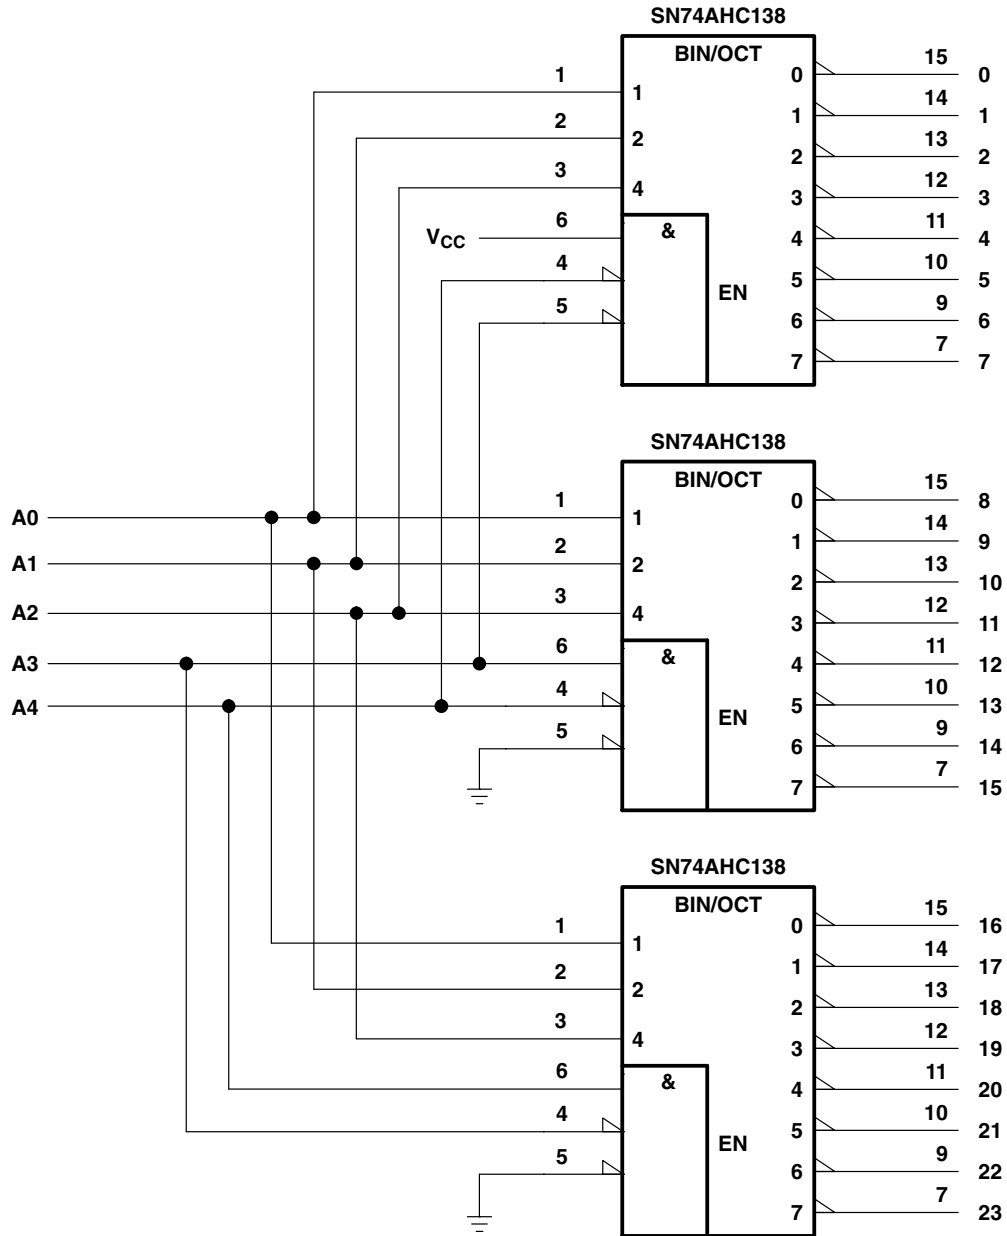 SN74AHC138
BIN/OCT
1 1 0 15 0
2 2 1 14 1
3 4 2 13 2
3 12 3
VCC 6 & 4 11 4
4 5 10 5
EN
5 6 9 6
7 7 7
SN74AHC138
BIN/OCT
0 15 8
A0 1 1 1 14 9
A1 2 2 2 13 10
A2 3 4 3 12 11
A3 6 & 4 11 12
A4 4 5 10 13
EN
5 6 9 14
7 7 15
SN74AHC138
BIN/OCT
0 15 16
1 1 1 14 17
2 2 2 13 18
3 4 3 12 19
6 & 4 11 20
4 5 10 21
EN
5 6 9 22
7 7 23